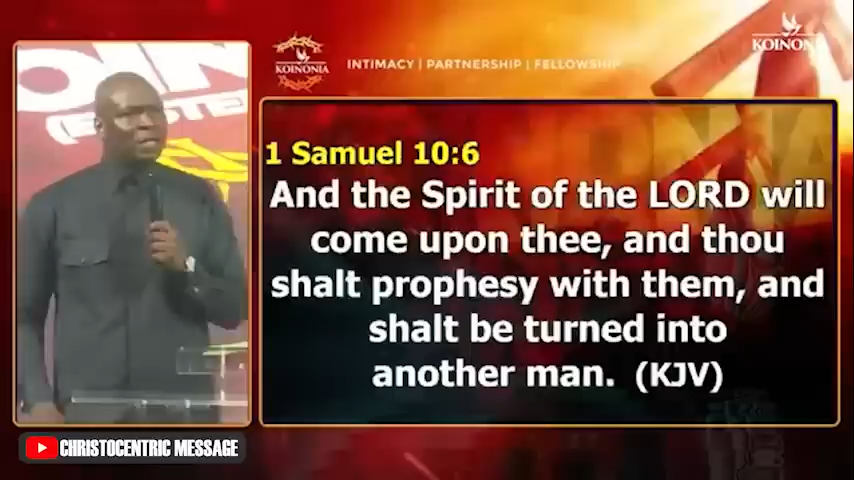 KOINONIA
INTIMACY | PARTNERSHIP | FELLOWSHIP
KOINONIA
1 Samuel 10:6
And the Spirit of the LORD will
come upon thee, and thou
shalt prophesy with them, and
shalt be turned into
another man. (KJV)
CHRISTOCENTRIC MESSAGE